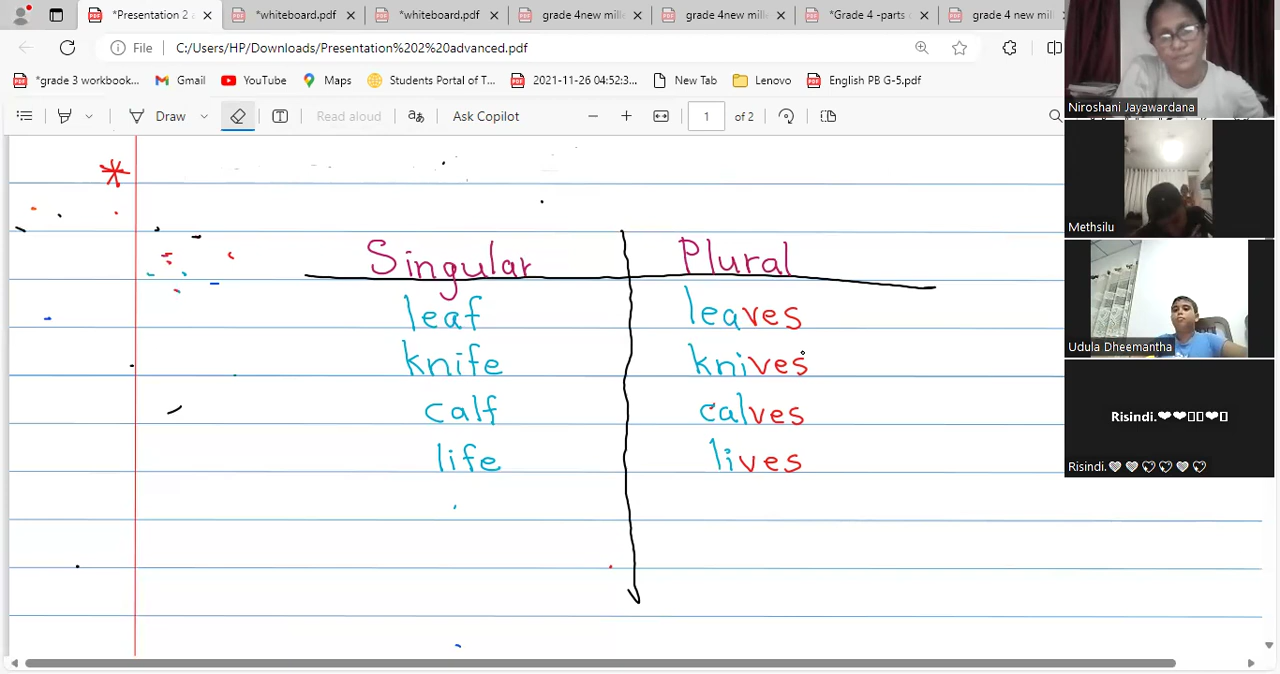 *Presentation 2 a
*whiteboard.pdf
*whiteboard.pdf
grade 4new mill
grade 4new mill
*Grade 4 -parts o
grade 4 new mil
File
C:/Users/HP/Downloads/Presentation%202%20advanced.pdf
*grade 3 workbook...
Gmail
YouTube
Maps
Students Portal of T...
2021-11-26 04:52:3...
New Tab
Lenovo
English PB G-5.pdf
Draw
Read aloud
Ask Copilot
1
of 2
Singular Plural
leaf leaves
knife knives
calf calves
life lives
Niroshani Jayawardana
Methsilu
Udula Dheemantha
Risindi.❤❤▯▯❤▯
Risindi.